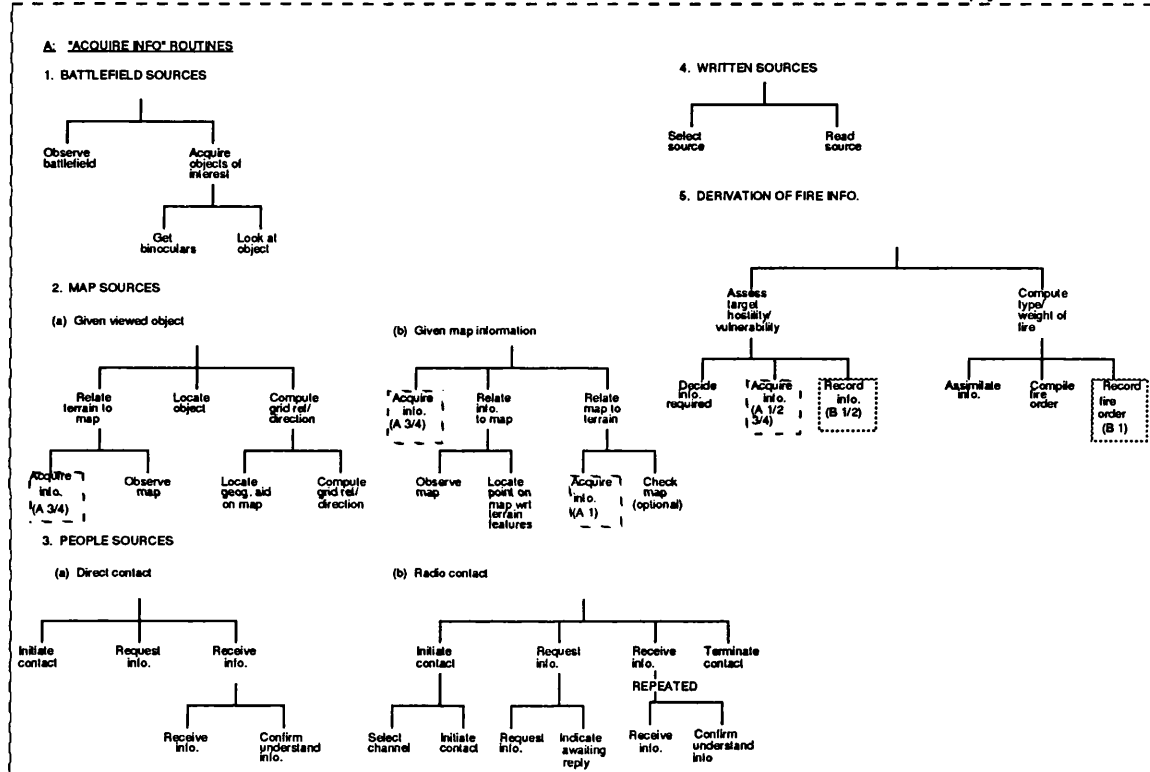 A: "ACQUIRE INFO" ROUTINES
1. BATTLEFIELD SOURCES
Observe
battlefield
Acquire
objects of
interest
Get
binoculars
Look at
object
2. MAP SOURCES
(a) Given viewed object
Relate
terrain to
map
Locate
object
Compute
grid ref/
direction
Acquire
info.
(A 3/4)
Observe
map
Locate
geog. aid
on map
Compute
grid ref/
direction
(b) Given map information
Acquire
info.
(A 3/4)
Relate
info.
to map
Relate
map to
terrain
Observe
map
Locate
point on
map wrt
terrain
features
Acquire
info.
(A 1)
Check
map
(optional)
3. PEOPLE SOURCES
(a) Direct contact
Initiate
contact
Request
info.
Receive
info.
Receive
info.
Confirm
understand
info.
(b) Radio contact
Initiate
contact
Request
info.
Receive
info.
Terminate
contact
REPEATED
Select
channel
Initiate
contact
Request
info.
Indicate
awaiting
reply
Receive
info.
Confirm
understand
info
4. WRITTEN SOURCES
Select
source
Read
source
5. DERIVATION OF FIRE INFO.
Assess
target
hostility/
vulnerability
Compute
type/
weight of
fire
Decide
info.
required
Acquire
info.
(A 1/2
3/4)
Record
info.
(B 1/2)
Assimilate
info.
Compile
fire
order
Record
fire
order
(B 1)